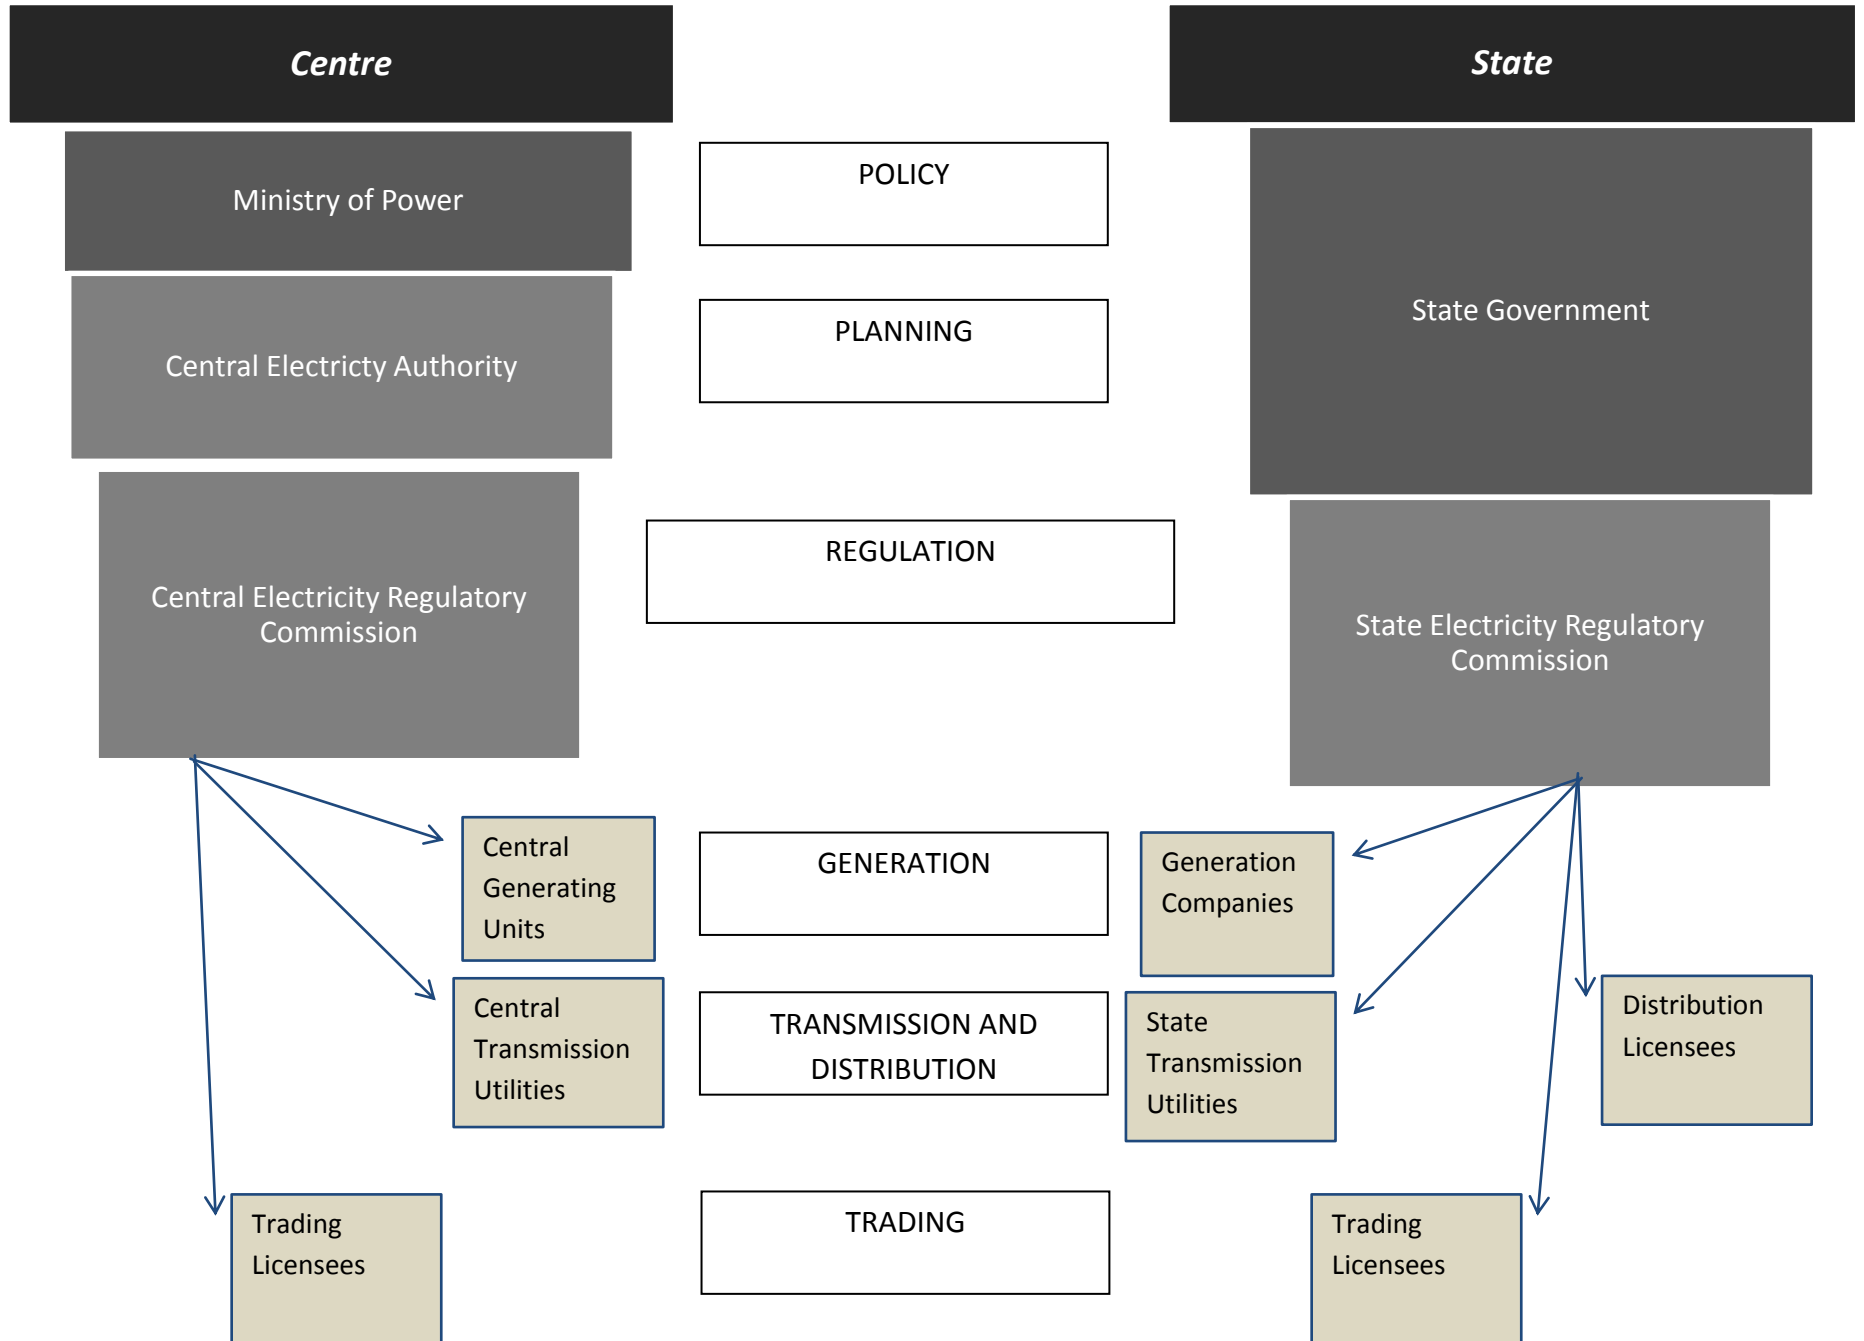 Centre
State
Ministry of Power
POLICY
State Government
Central Electricty Authority
PLANNING
Central Electricity Regulatory
Commission
REGULATION
State Electricity Regulatory
Commission
Central
Generating
Units
GENERATION
Generation
Companies
Central
Transmission
Utilities
TRANSMISSION AND
DISTRIBUTION
State
Transmission
Utilities
Distribution
Licensees
Trading
Licensees
TRADING
Trading
Licensees